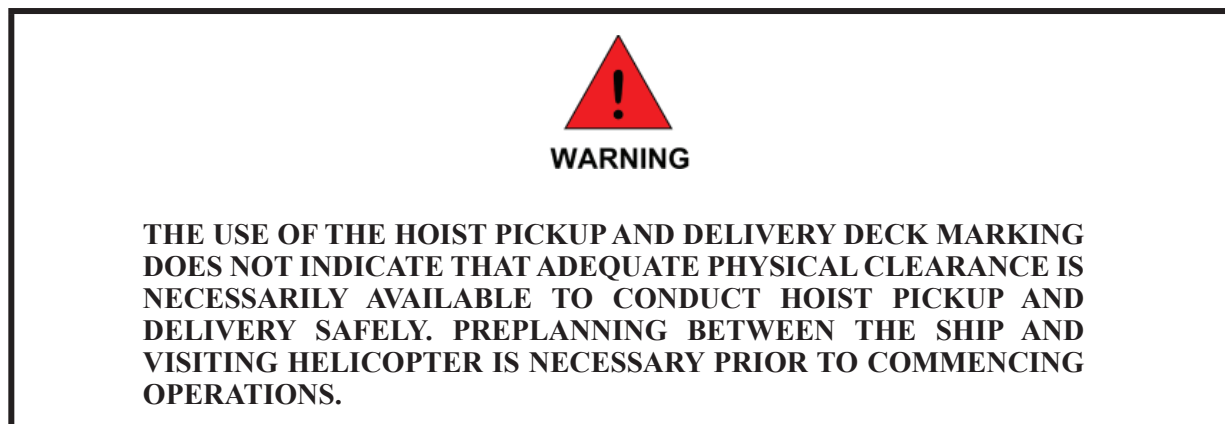 !
WARNING
THE USE OF THE HOIST PICKUP AND DELIVERY DECK MARKING
DOES NOT INDICATE THAT ADEQUATE PHYSICAL CLEARANCE IS
NECESSARILY AVAILABLE TO CONDUCT HOIST PICKUP AND
DELIVERY SAFELY. PREPLANNING BETWEEN THE SHIP AND
VISITING HELICOPTER IS NECESSARY PRIOR TO COMMENCING
OPERATIONS.